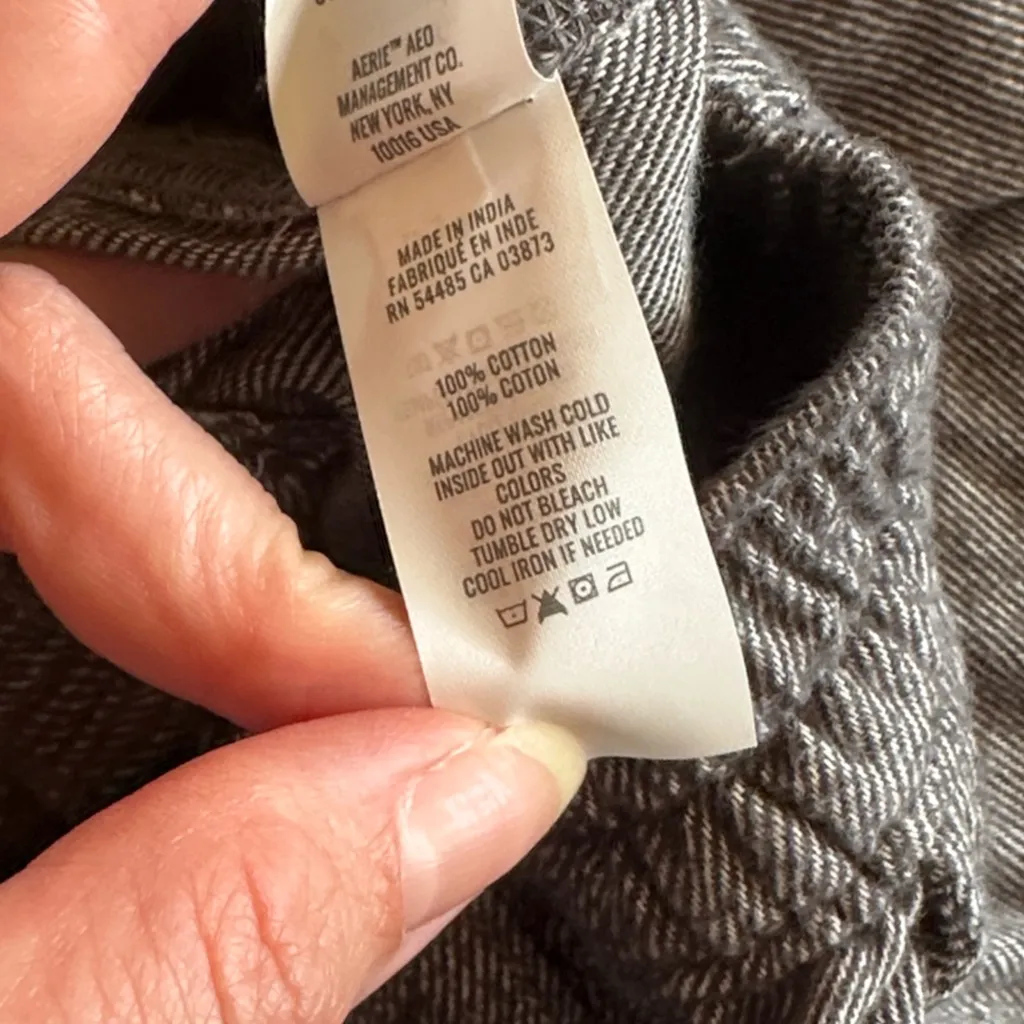 AERIE™ AEO
MANAGEMENT CO.
NEW YORK, NY
10016 USA
MADE IN INDIA
FABRIQUÉ EN INDE
RN 54485 CA 03873
100% COTTON
100% COTON
MACHINE WASH COLD
INSIDE OUT WITH LIKE
COLORS
DO NOT BLEACH
TUMBLE DRY LOW
COOL IRON IF NEEDED